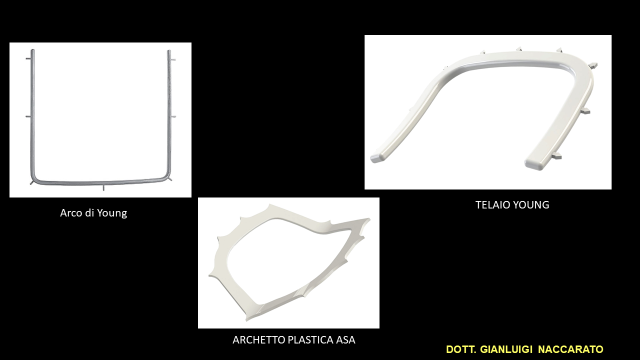 Arco di Young
TELAIO YOUNG
ARCHETTO PLASTICA ASA
DOTT. GIANLUIGI NACCARATO